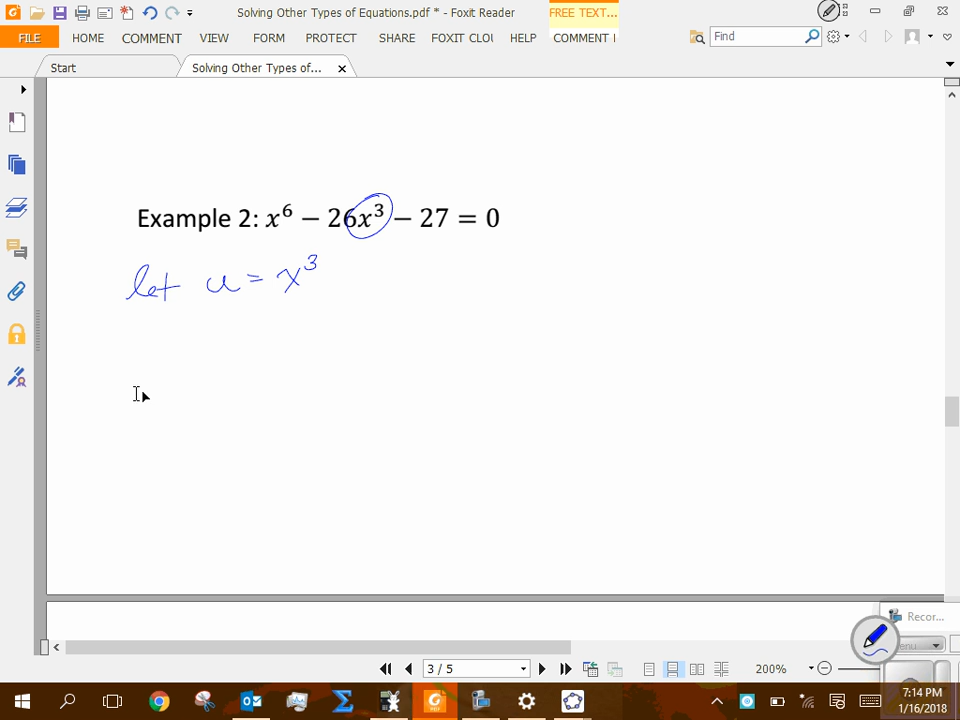 Solving Other Types of Equations.pdf * - Foxit Reader
FREE TEXT...
FILE HOME COMMENT VIEW FORM PROTECT SHARE FOXIT CLOU HELP COMMENT
Find
Start
Solving Other Types of...
Example 2: x⁶ − 26x³ − 27 = 0
let u = x³
Recor...
enu
3 / 5
200%
7:14 PM
1/16/2018